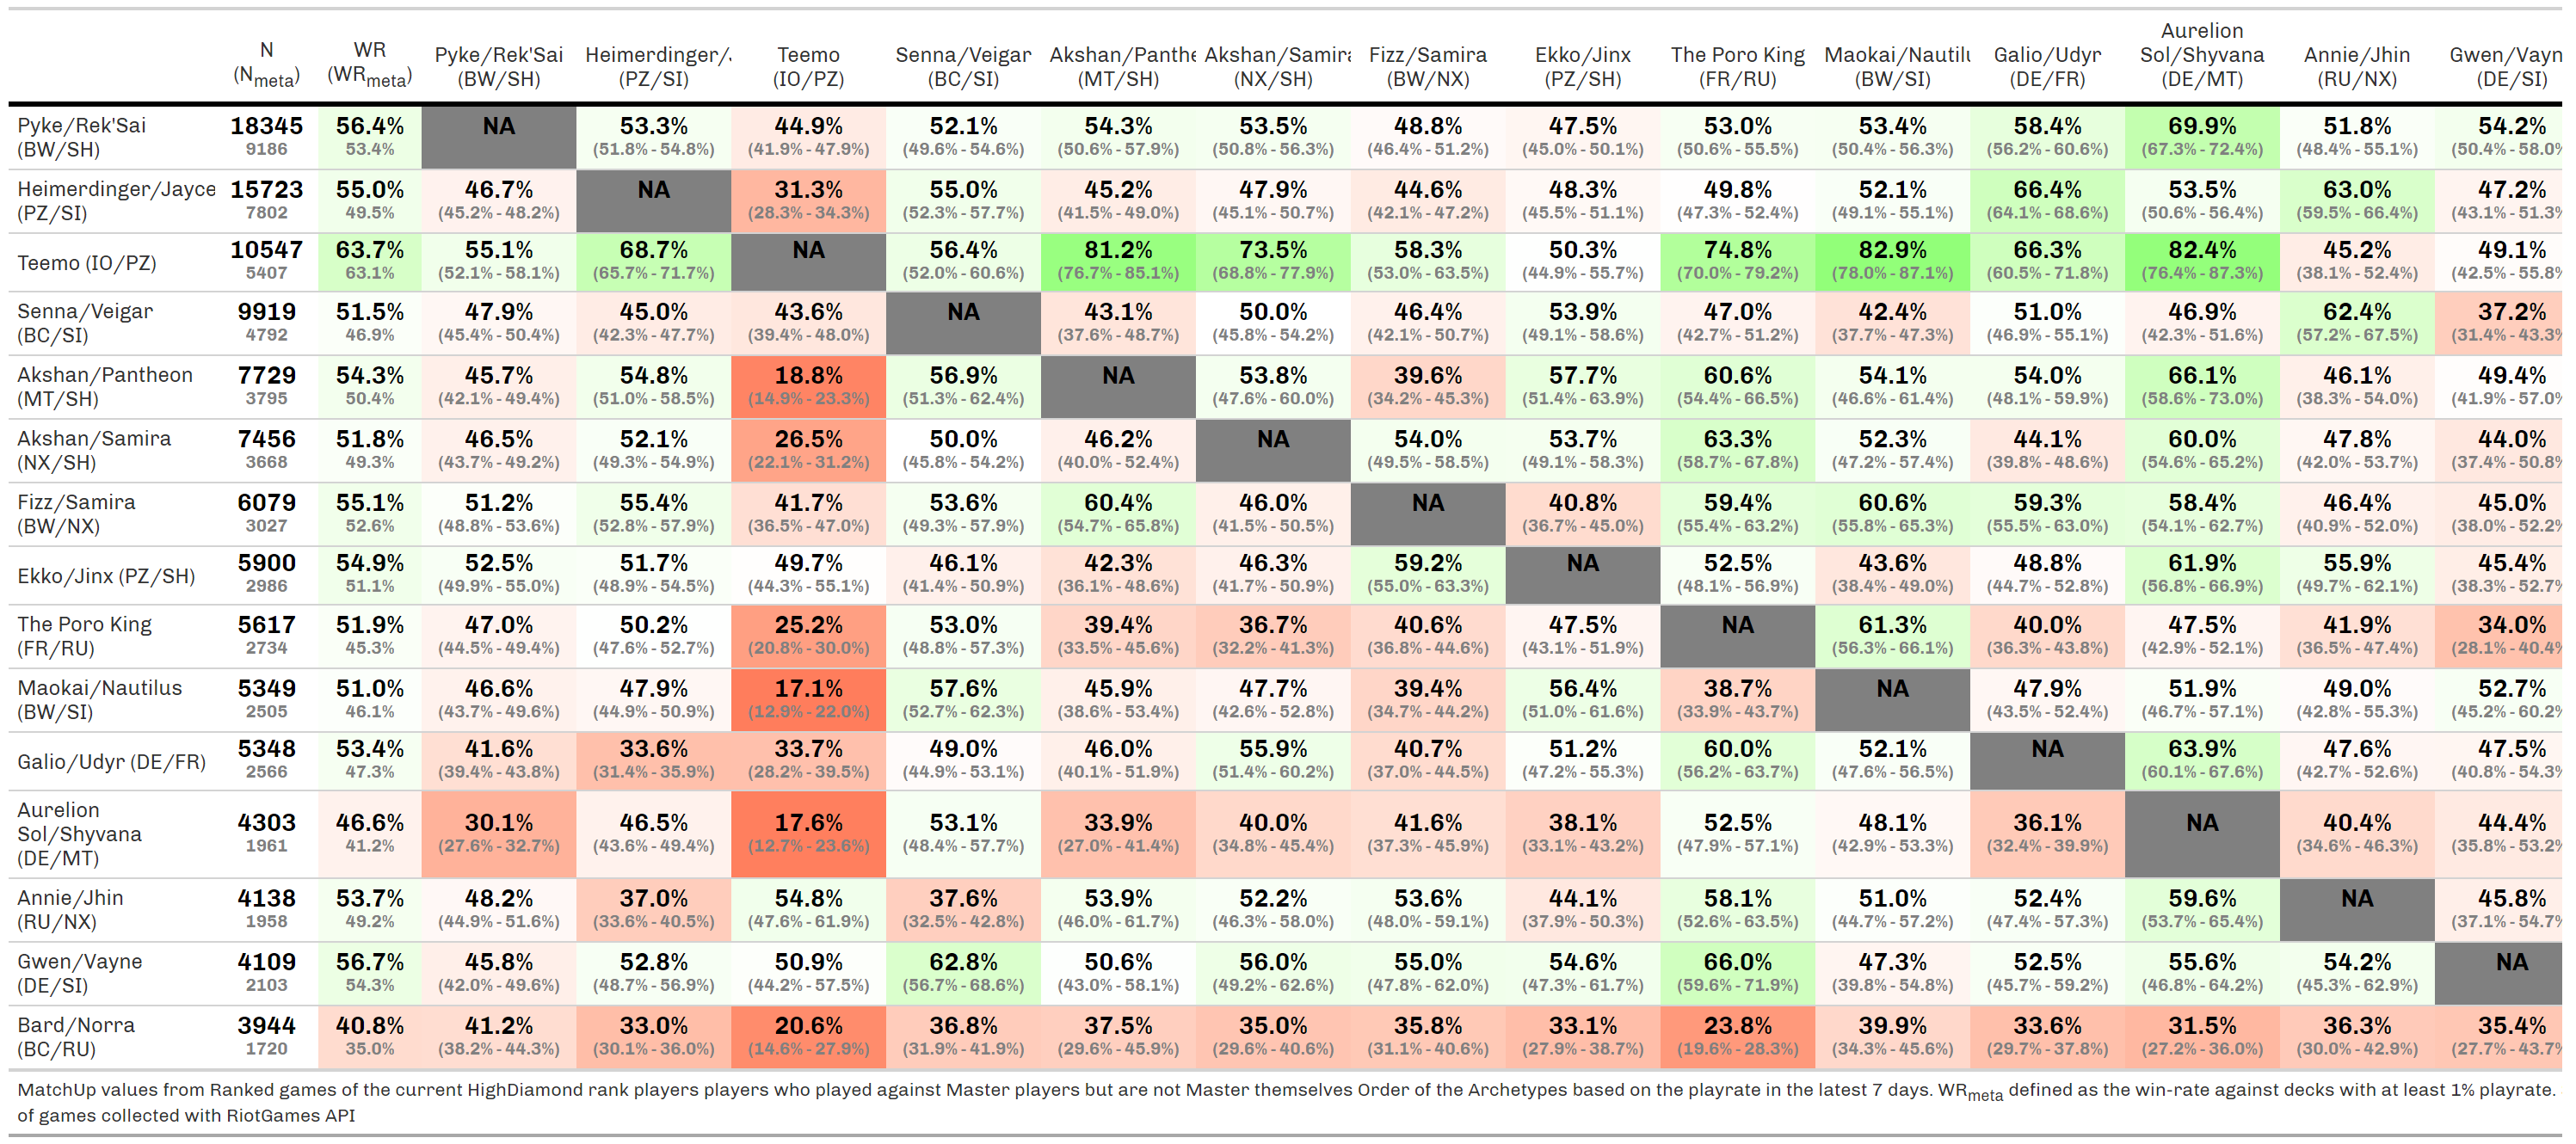 Aurelion
N WR Pyke/Rek'Sai Heimerdinger/J Teemo Senna/Veigar Akshan/Panthe Akshan/Samira Fizz/Samira Ekko/Jinx The Poro King Maokai/Nautilu Galio/Udyr Sol/Shyvana Annie/Jhin Gwen/Vayn
(Nmeta) (WRmeta) (BW/SH) (PZ/SI) (IO/PZ) (BC/SI) (MT/SH) (NX/SH) (BW/NX) (PZ/SH) (FR/RU) (BW/SI) (DE/FR) (DE/MT) (RU/NX) (DE/SI)
Pyke/Rek'Sai 18345 56.4% NA 53.3% 44.9% 52.1% 54.3% 53.5% 48.8% 47.5% 53.0% 53.4% 58.4% 69.9% 51.8% 54.2%
(BW/SH) 9186 53.4% (51.8% - 54.8%) (41.9% - 47.9%) (49.6% - 54.6%) (50.6% - 57.9%) (50.8% - 56.3%) (46.4% - 51.2%) (45.0% - 50.1%) (50.6% - 55.5%) (50.4% - 56.3%) (56.2% - 60.6%) (67.3% - 72.4%) (48.4% - 55.1%) (50.4% - 58.0%
Heimerdinger/Jayce 15723 55.0% 46.7% NA 31.3% 55.0% 45.2% 47.9% 44.6% 48.3% 49.8% 52.1% 66.4% 53.5% 63.0% 47.2%
(PZ/SI) 7802 49.5% (45.2% - 48.2%) (28.3% - 34.3%) (52.3% - 57.7%) (41.5% - 49.0%) (45.1% - 50.7%) (42.1% - 47.2%) (45.5% - 51.1%) (47.3% - 52.4%) (49.1% - 55.1%) (64.1% - 68.6%) (50.6% - 56.4%) (59.5% - 66.4%) (43.1% - 51.3%
Teemo (IO/PZ) 10547 63.7% 55.1% 68.7% NA 56.4% 81.2% 73.5% 58.3% 50.3% 74.8% 82.9% 66.3% 82.4% 45.2% 49.1%
5407 63.1% (52.1% - 58.1%) (65.7% - 71.7%) (52.0% - 60.6%) (76.7% - 85.1%) (68.8% - 77.9%) (53.0% - 63.5%) (44.9% - 55.7%) (70.0% - 79.2%) (78.0% - 87.1%) (60.5% - 71.8%) (76.4% - 87.3%) (38.1% - 52.4%) (42.5% - 55.8%
Senna/Veigar 9919 51.5% 47.9% 45.0% 43.6% NA 43.1% 50.0% 46.4% 53.9% 47.0% 42.4% 51.0% 46.9% 62.4% 37.2%
(BC/SI) 4792 46.9% (45.4% - 50.4%) (42.3% - 47.7%) (39.4% - 48.0%) (37.6% - 48.7%) (45.8% - 54.2%) (42.1% - 50.7%) (49.1% - 58.6%) (42.7% - 51.2%) (37.7% - 47.3%) (46.9% - 55.1%) (42.3% - 51.6%) (57.2% - 67.5%) (31.4% - 43.3%
Akshan/Pantheon 7729 54.3% 45.7% 54.8% 18.8% 56.9% NA 53.8% 39.6% 57.7% 60.6% 54.1% 54.0% 66.1% 46.1% 49.4%
(MT/SH) 3795 50.4% (42.1% - 49.4%) (51.0% - 58.5%) (14.9% - 23.3%) (51.3% - 62.4%) (47.6% - 60.0%) (34.2% - 45.3%) (51.4% - 63.9%) (54.4% - 66.5%) (46.6% - 61.4%) (48.1% - 59.9%) (58.6% - 73.0%) (38.3% - 54.0%) (41.9% - 57.0%
Akshan/Samira 7456 51.8% 46.5% 52.1% 26.5% 50.0% 46.2% NA 54.0% 53.7% 63.3% 52.3% 44.1% 60.0% 47.8% 44.0%
(NX/SH) 3668 49.3% (43.7% - 49.2%) (49.3% - 54.9%) (22.1% - 31.2%) (45.8% - 54.2%) (40.0% - 52.4%) (49.5% - 58.5%) (49.1% - 58.3%) (58.7% - 67.8%) (47.2% - 57.4%) (39.8% - 48.6%) (54.6% - 65.2%) (42.0% - 53.7%) (37.4% - 50.8%
Fizz/Samira 6079 55.1% 51.2% 55.4% 41.7% 53.6% 60.4% 46.0% NA 40.8% 59.4% 60.6% 59.3% 58.4% 46.4% 45.0%
(BW/NX) 3027 52.6% (48.8% - 53.6%) (52.8% - 57.9%) (36.5% - 47.0%) (49.3% - 57.9%) (54.7% - 65.8%) (41.5% - 50.5%) (36.7% - 45.0%) (55.4% - 63.2%) (55.8% - 65.3%) (55.5% - 63.0%) (54.1% - 62.7%) (40.9% - 52.0%) (38.0% - 52.2%
Ekko/Jinx (PZ/SH) 5900 54.9% 52.5% 51.7% 49.7% 46.1% 42.3% 46.3% 59.2% NA 52.5% 43.6% 48.8% 61.9% 55.9% 45.4%
2986 51.1% (49.9% - 55.0%) (48.9% - 54.5%) (44.3% - 55.1%) (41.4% - 50.9%) (36.1% - 48.6%) (41.7% - 50.9%) (55.0% - 63.3%) (48.1% - 56.9%) (38.4% - 49.0%) (44.7% - 52.8%) (56.8% - 66.9%) (49.7% - 62.1%) (38.3% - 52.7%
The Poro King 5617 51.9% 47.0% 50.2% 25.2% 53.0% 39.4% 36.7% 40.6% 47.5% NA 61.3% 40.0% 47.5% 41.9% 34.0%
(FR/RU) 2734 45.3% (44.5% - 49.4%) (47.6% - 52.7%) (20.8% - 30.0%) (48.8% - 57.3%) (33.5% - 45.6%) (32.2% - 41.3%) (36.8% - 44.6%) (43.1% - 51.9%) (56.3% - 66.1%) (36.3% - 43.8%) (42.9% - 52.1%) (36.5% - 47.4%) (28.1% - 40.4%
Maokai/Nautilus 5349 51.0% 46.6% 47.9% 17.1% 57.6% 45.9% 47.7% 39.4% 56.4% 38.7% NA 47.9% 51.9% 49.0% 52.7%
(BW/SI) 2505 46.1% (43.7% - 49.6%) (44.9% - 50.9%) (12.9% - 22.0%) (52.7% - 62.3%) (38.6% - 53.4%) (42.6% - 52.8%) (34.7% - 44.2%) (51.0% - 61.6%) (33.9% - 43.7%) (43.5% - 52.4%) (46.7% - 57.1%) (42.8% - 55.3%) (45.2% - 60.2%
Galio/Udyr (DE/FR) 5348 53.4% 41.6% 33.6% 33.7% 49.0% 46.0% 55.9% 40.7% 51.2% 60.0% 52.1% NA 63.9% 47.6% 47.5%
2566 47.3% (39.4% - 43.8%) (31.4% - 35.9%) (28.2% - 39.5%) (44.9% - 53.1%) (40.1% - 51.9%) (51.4% - 60.2%) (37.0% - 44.5%) (47.2% - 55.3%) (56.2% - 63.7%) (47.6% - 56.5%) (60.1% - 67.6%) (42.7% - 52.6%) (40.8% - 54.3%
Aurelion
Sol/Shyvana 4303 46.6% 30.1% 46.5% 17.6% 53.1% 33.9% 40.0% 41.6% 38.1% 52.5% 48.1% 36.1% NA 40.4% 44.4%
(DE/MT) 1961 41.2% (27.6% - 32.7%) (43.6% - 49.4%) (12.7% - 23.6%) (48.4% - 57.7%) (27.0% - 41.4%) (34.8% - 45.4%) (37.3% - 45.9%) (33.1% - 43.2%) (47.9% - 57.1%) (42.9% - 53.3%) (32.4% - 39.9%) (34.6% - 46.3%) (35.8% - 53.2%
Annie/Jhin 4138 53.7% 48.2% 37.0% 54.8% 37.6% 53.9% 52.2% 53.6% 44.1% 58.1% 51.0% 52.4% 59.6% NA 45.8%
(RU/NX) 1958 49.2% (44.9% - 51.6%) (33.6% - 40.5%) (47.6% - 61.9%) (32.5% - 42.8%) (46.0% - 61.7%) (46.3% - 58.0%) (48.0% - 59.1%) (37.9% - 50.3%) (52.6% - 63.5%) (44.7% - 57.2%) (47.4% - 57.3%) (53.7% - 65.4%) (37.1% - 54.7%
Gwen/Vayne 4109 56.7% 45.8% 52.8% 50.9% 62.8% 50.6% 56.0% 55.0% 54.6% 66.0% 47.3% 52.5% 55.6% 54.2% NA
(DE/SI) 2103 54.3% (42.0% - 49.6%) (48.7% - 56.9%) (44.2% - 57.5%) (56.7% - 68.6%) (43.0% - 58.1%) (49.2% - 62.6%) (47.8% - 62.0%) (47.3% - 61.7%) (59.6% - 71.9%) (39.8% - 54.8%) (45.7% - 59.2%) (46.8% - 64.2%) (45.3% - 62.9%)
Bard/Norra 3944 40.8% 41.2% 33.0% 20.6% 36.8% 37.5% 35.0% 35.8% 33.1% 23.8% 39.9% 33.6% 31.5% 36.3% 35.4%
(BC/RU) 1720 35.0% (38.2% - 44.3%) (30.1% - 36.0%) (14.6% - 27.9%) (31.9% - 41.9%) (29.6% - 45.9%) (29.6% - 40.6%) (31.1% - 40.6%) (27.9% - 38.7%) (19.6% - 28.3%) (34.3% - 45.6%) (29.7% - 37.8%) (27.2% - 36.0%) (30.0% - 42.9%) (27.7% - 43.7%
MatchUp values from Ranked games of the current HighDiamond rank players players who played against Master players but are not Master themselves Order of the Archetypes based on the playrate in the latest 7 days. WRmeta defined as the win-rate against decks with at least 1% playrate.
of games collected with RiotGames API